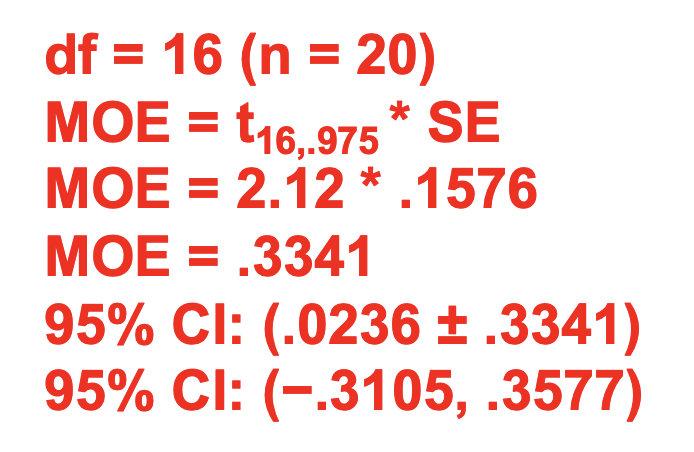 df = 16 (n = 20)
MOE = t16,.975 * SE
MOE = 2.12 * .1576
MOE = .3341
95% CI: (.0236 ± .3341)
95% CI: (−.3105, .3577)